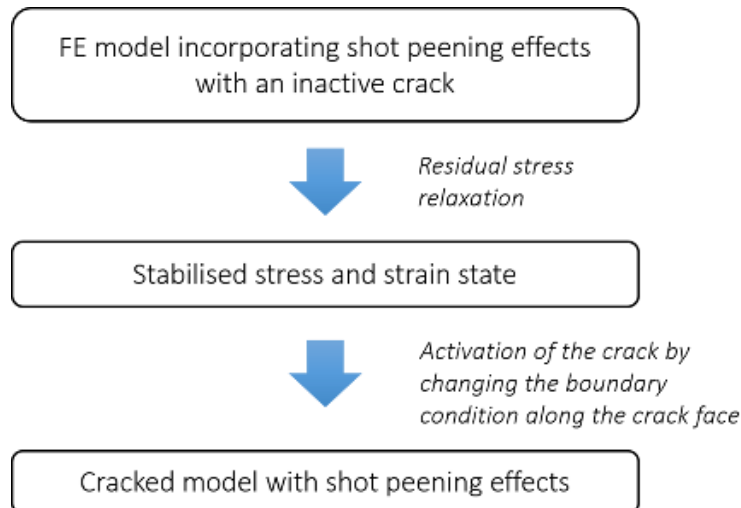 FE model incorporating shot peening effects
with an inactive crack
Residual stress
relaxation
Stabilised stress and strain state
Activation of the crack by
changing the boundary
condition along the crack face
Cracked model with shot peening effects